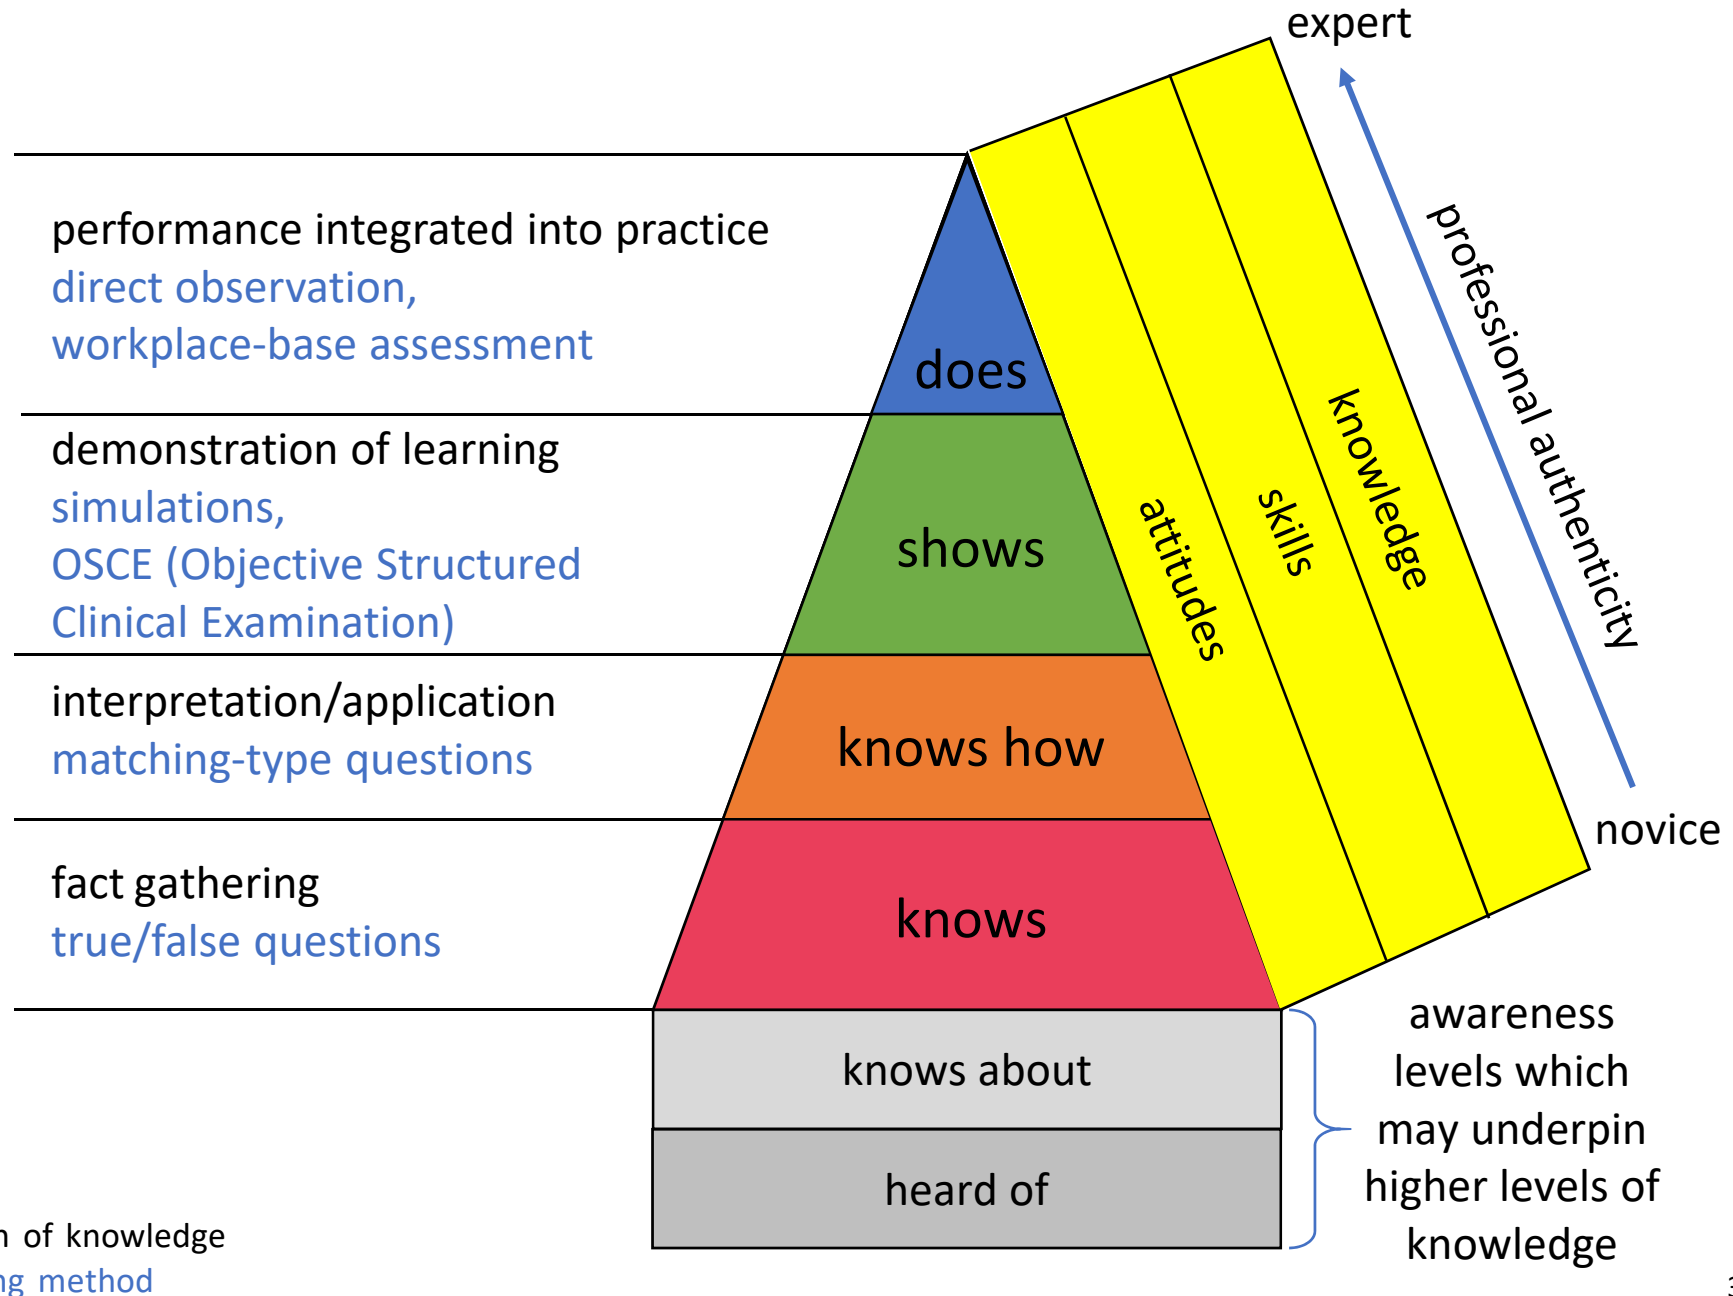 expert
performance integrated into practice
direct observation,
workplace-base assessment
does
professional authenticity
demonstration of learning
simulations,
OSCE (Objective Structured
Clinical Examination)
shows
attitudes
skills
knowledge
interpretation/application
matching-type questions
knows how
novice
fact gathering
true/false questions
knows
knows about
heard of
awareness
levels which
may underpin
higher levels of
knowledge
of knowledge
method